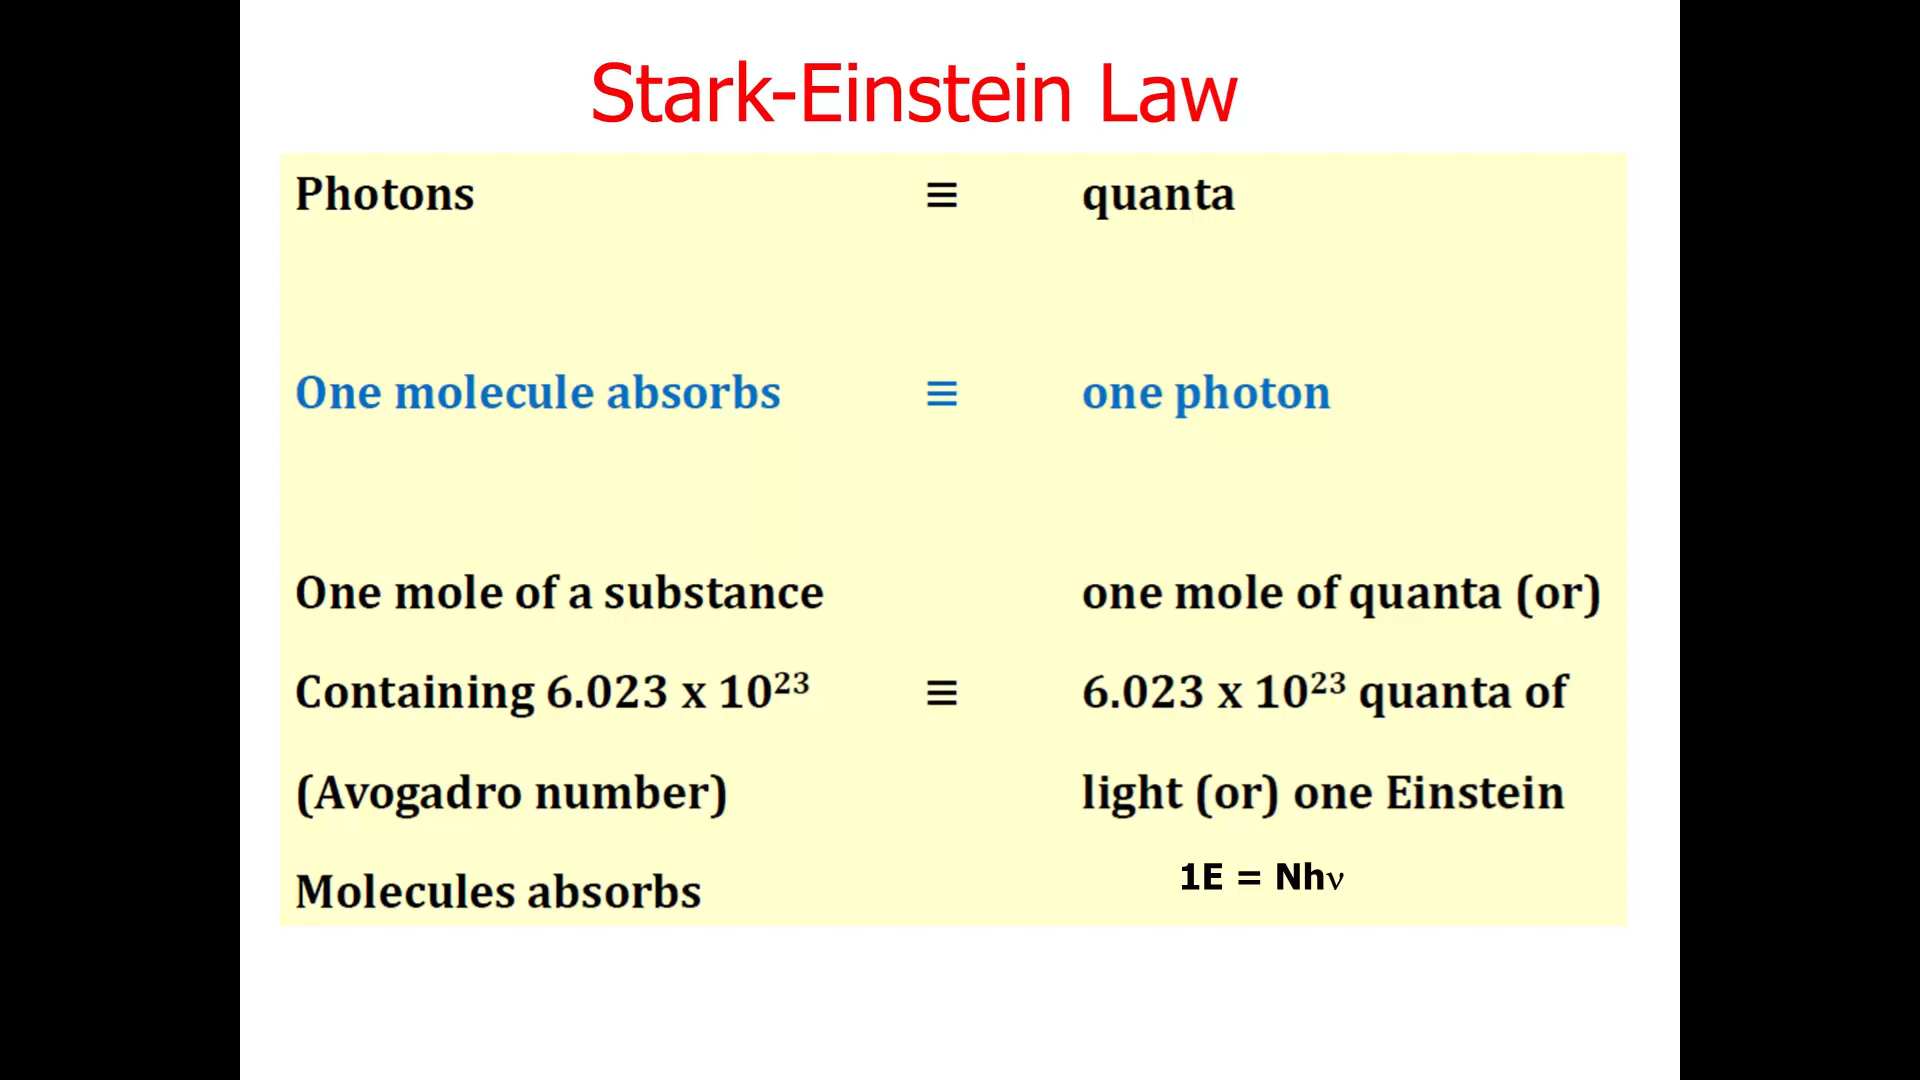 Stark-Einstein Law
Photons ≡ quanta
One molecule absorbs ≡ one photon
One mole of a substance one mole of quanta (or)
Containing 6.023 x 10²³ ≡ 6.023 x 10²³ quanta of
(Avogadro number) light (or) one Einstein
Molecules absorbs 1E = Nhν